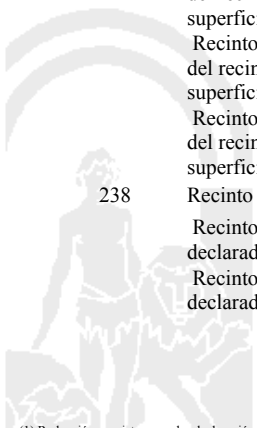 superfici
Recinto
del recin
superfici
Recinto
del recin
superfici
238 Recinto
Recinto
declarad
Recinto
declarad